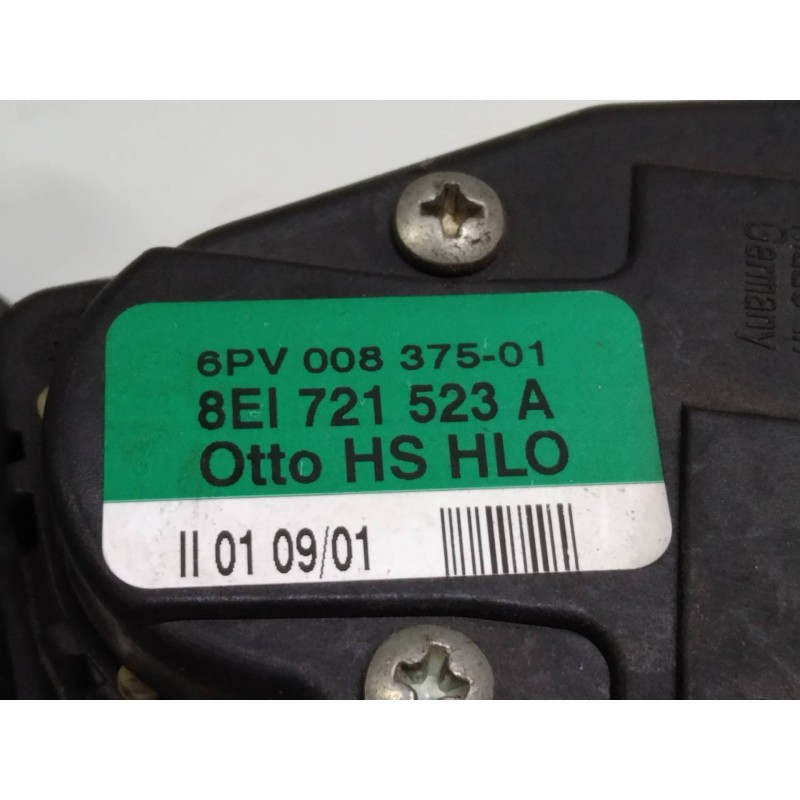 6PV 008 375-01
8EI 721 523 A
Otto HS HLO
II 01 09/01
Germany